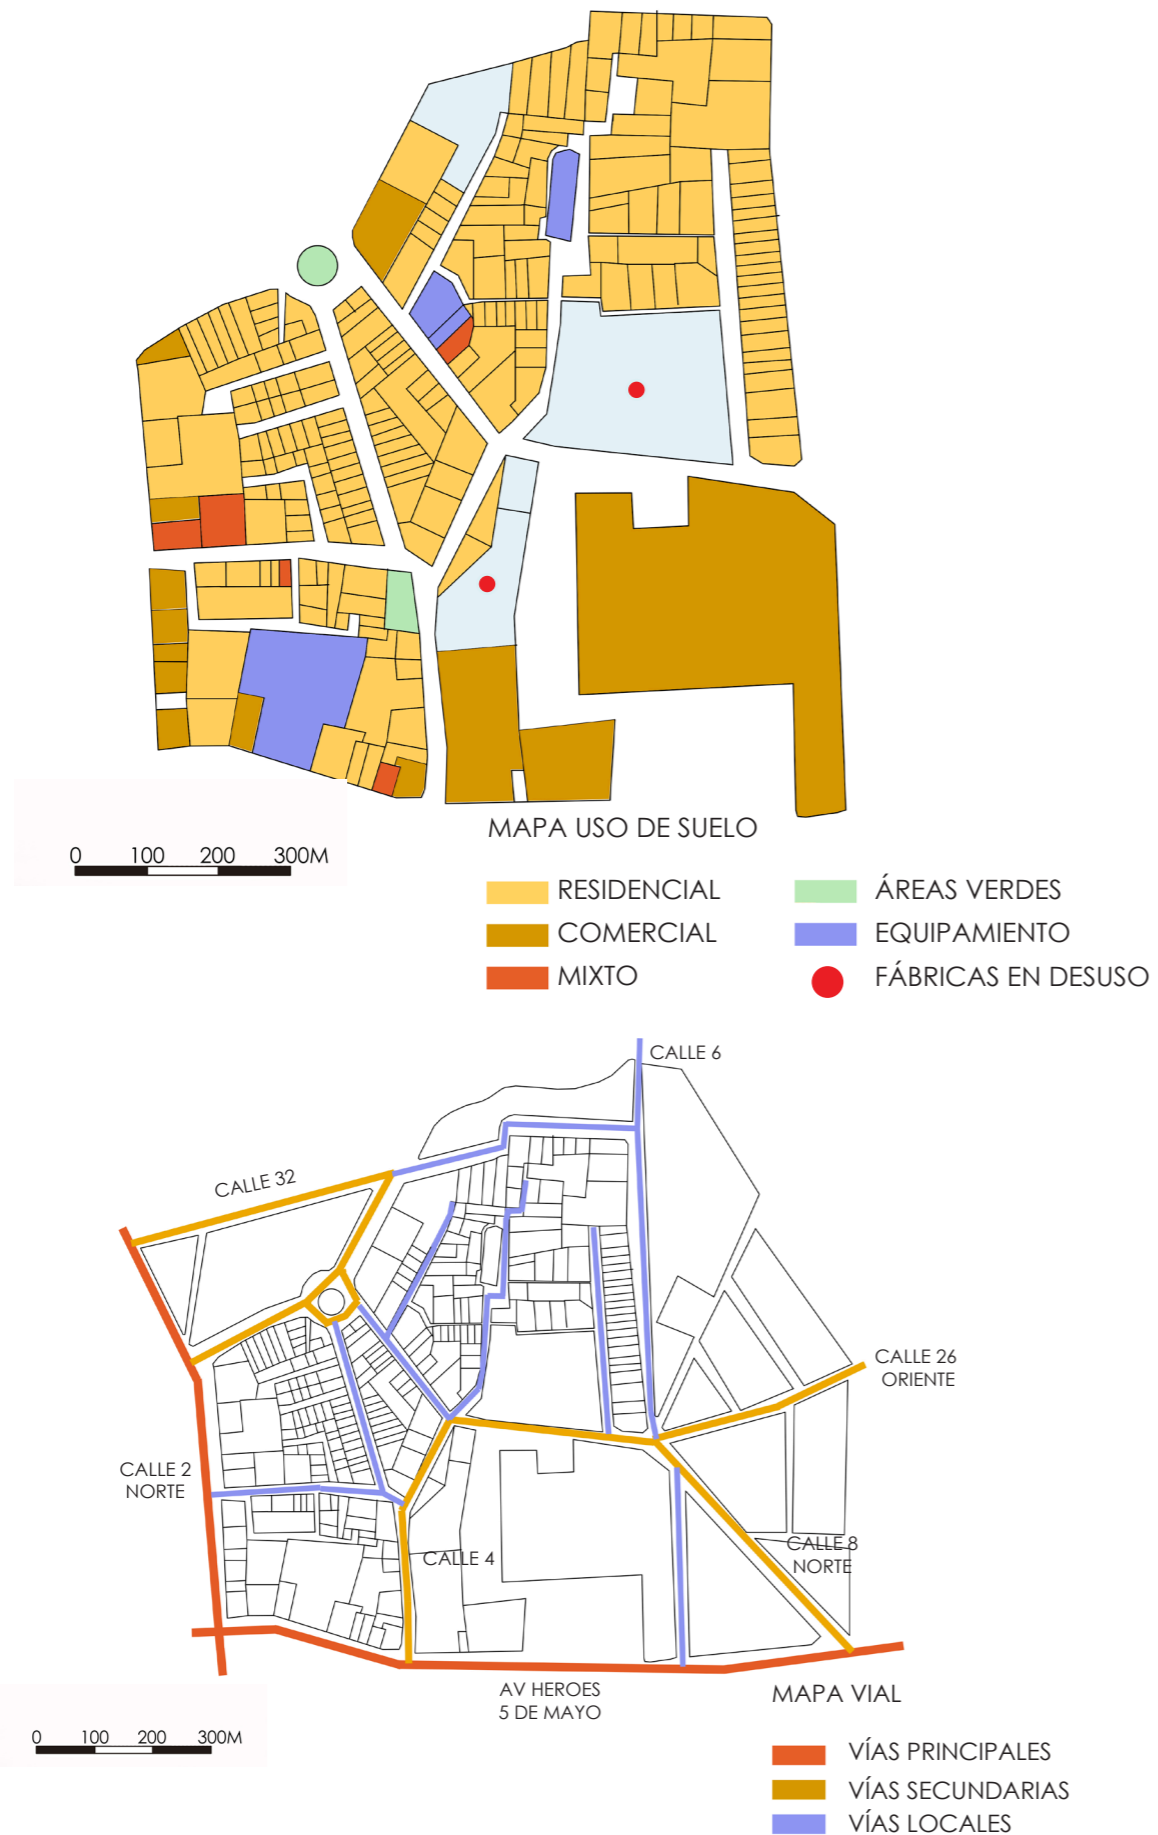 MAPA USO DE SUELO
0 100 200 300M
RESIDENCIAL
COMERCIAL
MIXTO
ÁREAS VERDES
EQUIPAMIENTO
FÁBRICAS EN DESUSO
CALLE 6
CALLE 32
CALLE 26
ORIENTE
CALLE 2
NORTE
CALLE 8
NORTE
CALLE 4
AV HEROES
5 DE MAYO
MAPA VIAL
0 100 200 300M
VÍAS PRINCIPALES
VÍAS SECUNDARIAS
VÍAS LOCALES